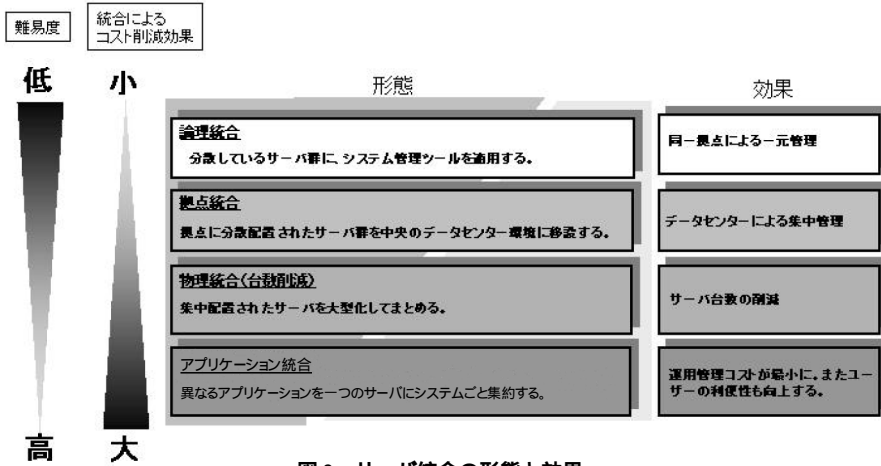 難易度
統合による
コスト削減効果
低
小
形態
効果
論理統合
分散しているサーバ群に、システム管理ツールを適用する。
同一拠点による一元管理
拠点統合
拠点に分散配置されたサーバ群を中央のデータセンター環境に移設する。
データセンターによる集中管理
物理統合(台数削減)
集中配置されたサーバを大型化してまとめる。
サーバ台数の削減
アプリケーション統合
異なるアプリケーションを一つのサーバにシステムごと集約する。
運用管理コストが最小に。またユー
ザーの利便性も向上する。
高
大